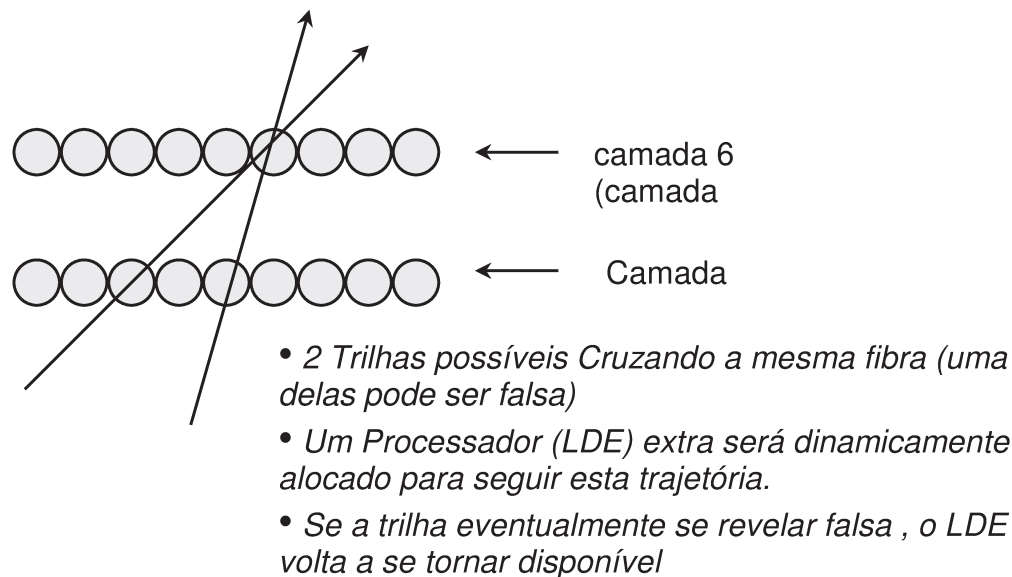 camada 6
(camada
Camada
• 2 Trilhas possíveis Cruzando a mesma fibra (uma
delas pode ser falsa)
• Um Processador (LDE) extra será dinamicamente
alocado para seguir esta trajetória.
• Se a trilha eventualmente se revelar falsa , o LDE
volta a se tornar disponível